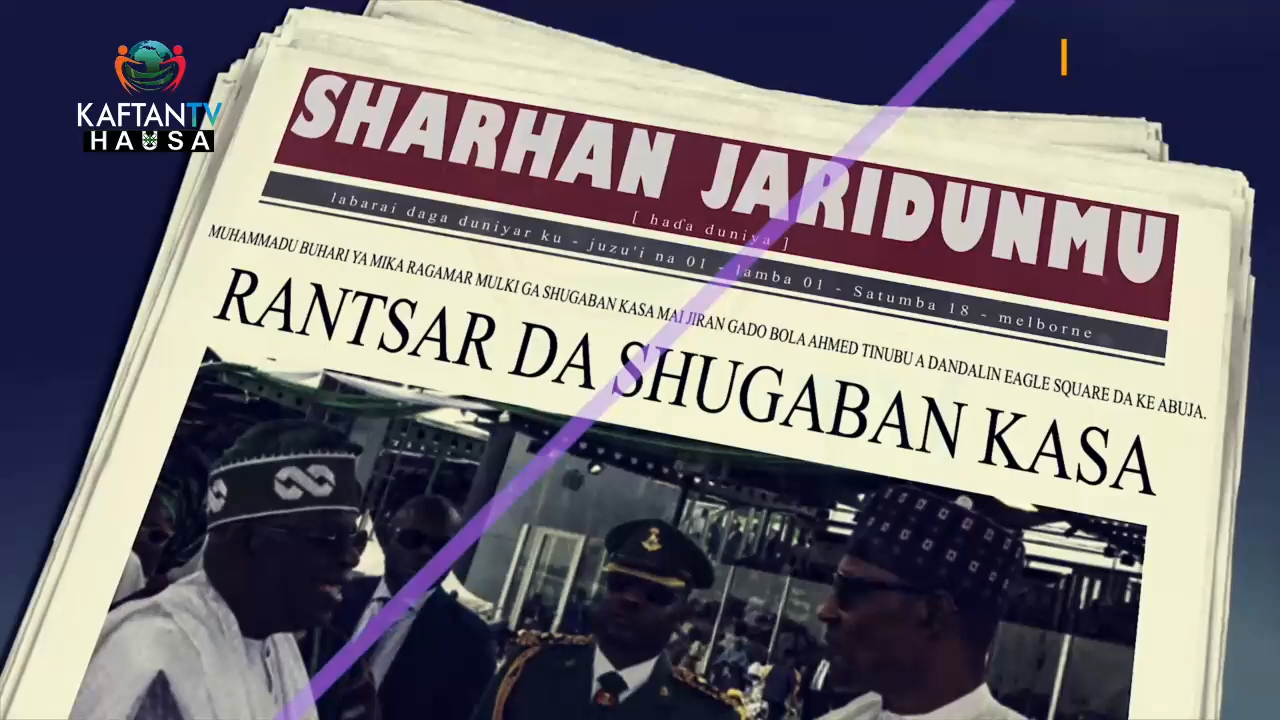 KAFTANTV
HAUSA
SHARHAN JARIDUNMU
[ haɗa duniya ]
labarai daga duniyar ku - juzu'i na 01 - lamba 01 - Satumba 18 - melborne
MUHAMMADU BUHARI YA MIKA RAGAMAR MULKI GA SHUGABAN KASA MAI JIRAN GADO BOLA AHMED TINUBU A DANDALIN EAGLE SQUARE DA KE ABUJA.
RANTSAR DA SHUGABAN KASA